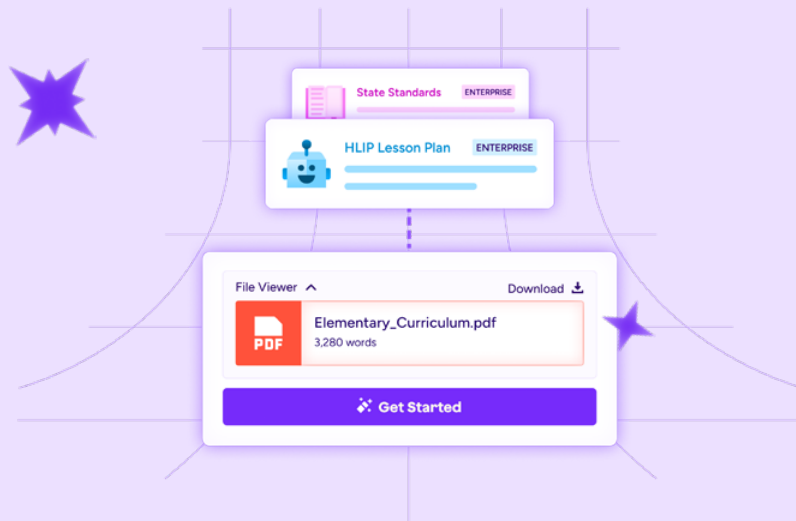 State Standards ENTERPRISE
HLIP Lesson Plan ENTERPRISE
File Viewer Download
PDF
Elementary_Curriculum.pdf
3,280 words
Get Started